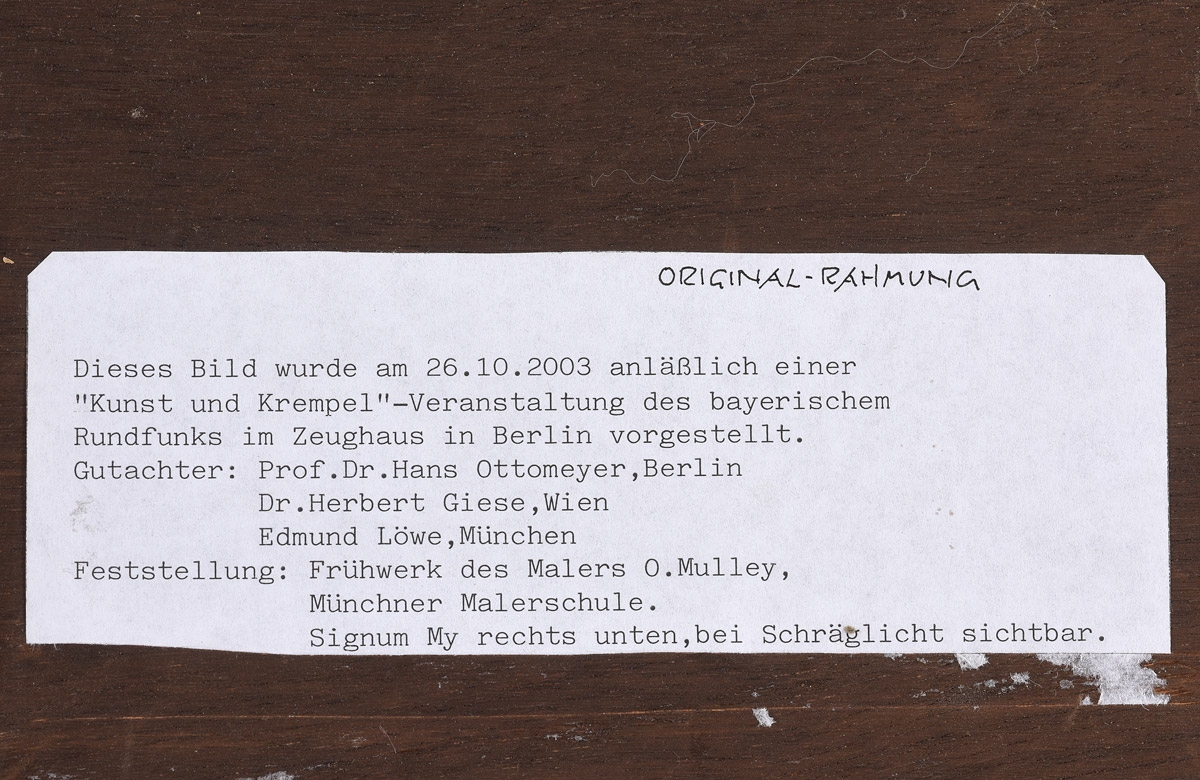 ORIGINAL-RAHMUNG
Dieses Bild wurde am 26.10.2003 anläßlich einer
"Kunst und Krempel"-Veranstaltung des bayerischem
Rundfunks im Zeughaus in Berlin vorgestellt.
Gutachter: Prof.Dr.Hans Ottomeyer,Berlin
Dr.Herbert Giese,Wien
Edmund Löwe,München
Feststellung: Frühwerk des Malers O.Mulley,
Münchner Malerschule.
Signum My rechts unten,bei Schräglicht sichtbar.